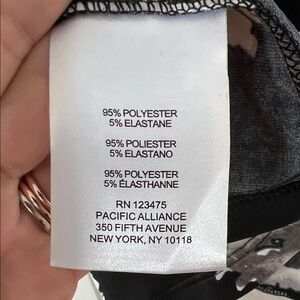 95% POLYESTER
5% ELASTANE
95% POLIESTER
5% ELASTANO
95% POLYESTER
5% ÉLASTHANNE
RN 123475
PACIFIC ALLIANCE
350 FIFTH AVENUE
NEW YORK, NY 10118